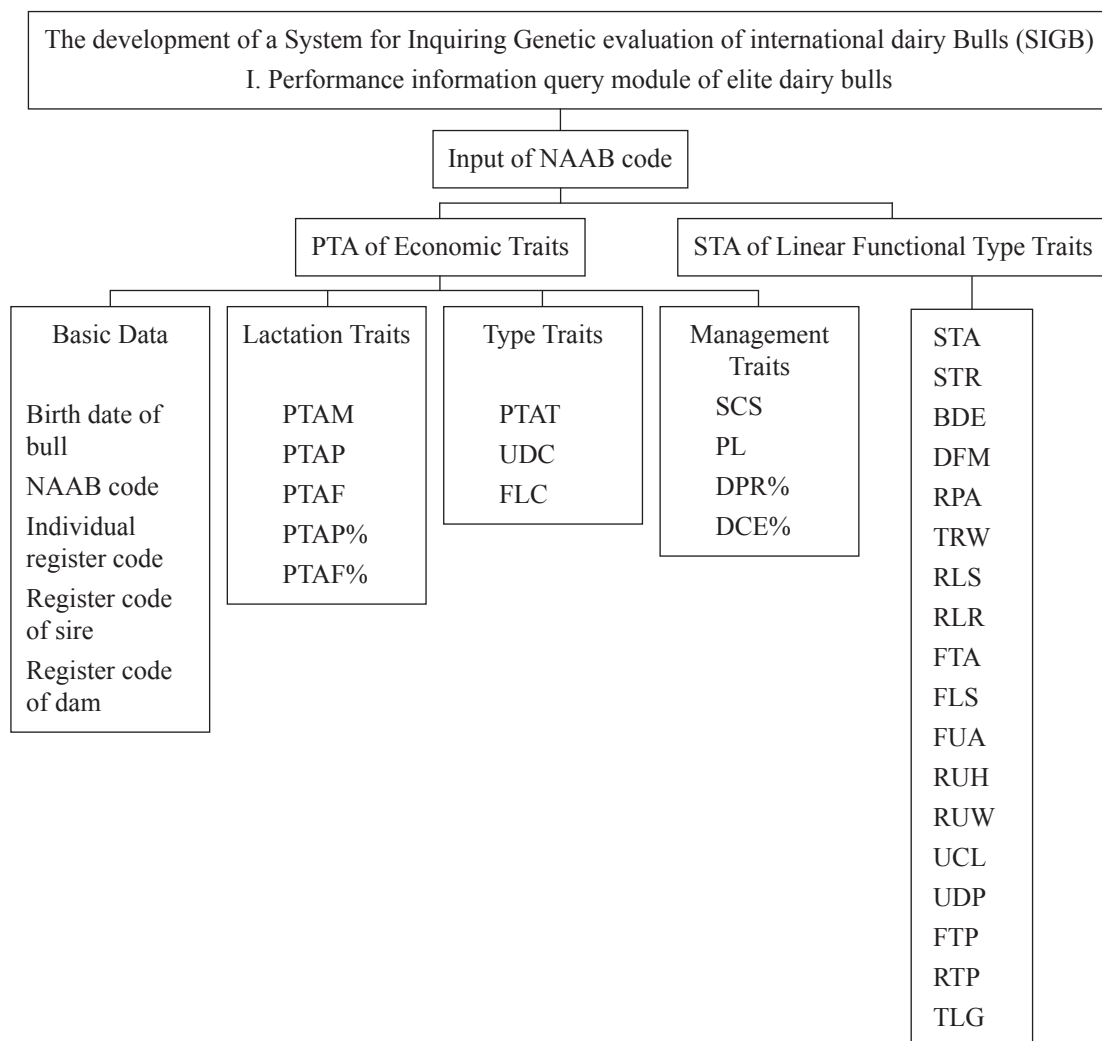 The development of a System for Inquiring Genetic evaluation of international dairy Bulls (SIGB)
I. Performance information query module of elite dairy bulls
Input of NAAB code
PTA of Economic Traits
STA of Linear Functional Type Traits
Basic Data
Birth date of
bull
NAAB code
Individual
register code
Register code
of sire
Register code
of dam
Lactation Traits
PTAM
PTAP
PTAF
PTAP%
PTAF%
Type Traits
PTAT
UDC
FLC
Management
Traits
SCS
PL
DPR%
DCE%
STA
STR
BDE
DFM
RPA
TRW
RLS
RLR
FTA
FLS
FUA
RUH
RUW
UCL
UDP
FTP
RTP
TLG